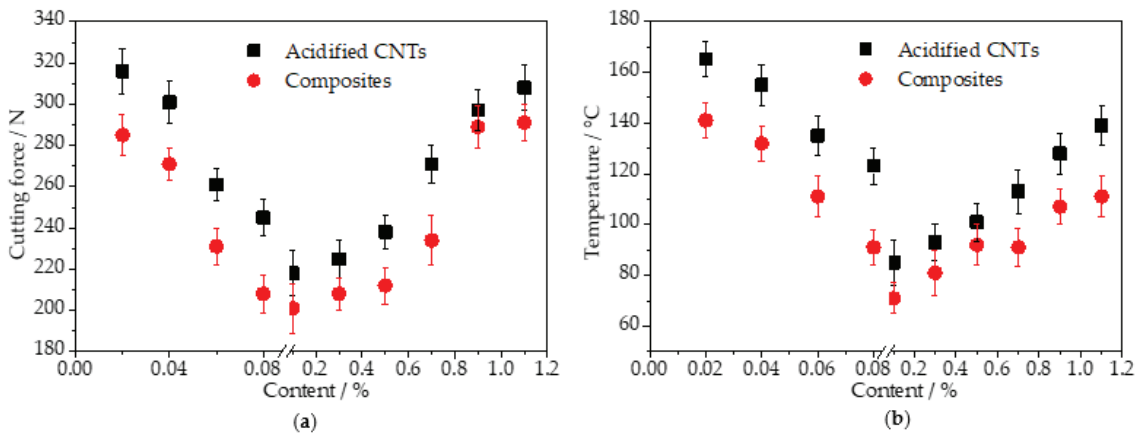 340
320
300
280
260
240
220
200
180
Cutting force / N
Acidified CNTs
Composites
0.00 0.02 0.04 0.06 0.08 0.2 0.4 0.6 0.8 1.0 1.2
Content / %
(a)
180
160
140
120
100
80
60
Temperature / °C
Acidified CNTs
Composites
0.00 0.02 0.04 0.06 0.08 0.2 0.4 0.6 0.8 1.0 1.2
Content / %
(b)